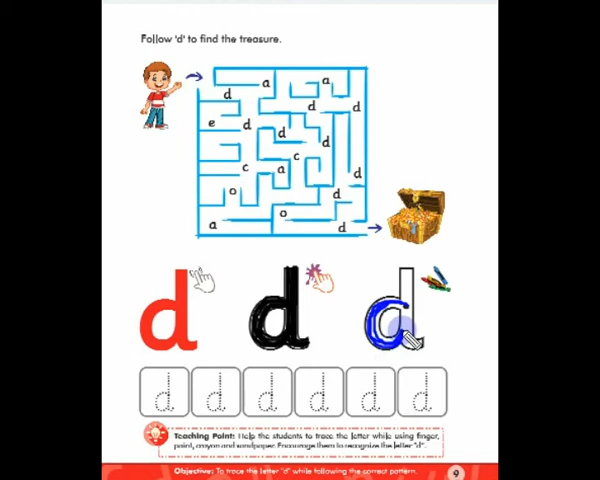 Follow 'd' to find the treasure.
a a
d d d
e d
d d
c c a d
o d
a o d
d d d
d d d d d d
Teaching Point: Help the students to trace the letter while using finger,
paint, crayon and sandpaper. Encourage them to recognize the letter "d".
Objective: To trace the letter "d" while following the correct pattern.
9